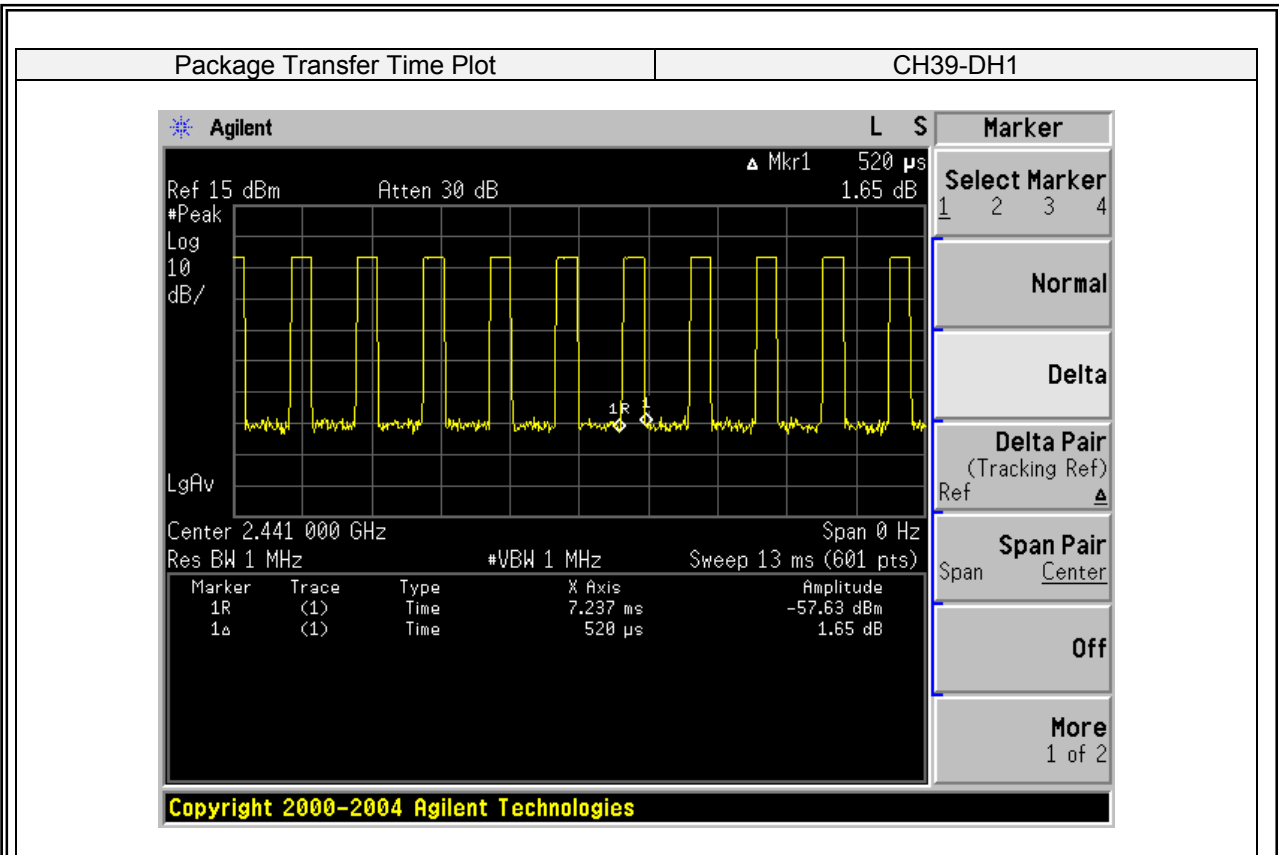 Package Transfer Time Plot CH39-DH1
Agilent L S Marker
Δ Mkr1 520 µs
Ref 15 dBm Atten 30 dB 1.65 dB
Select Marker
1 2 3 4
#Peak
Log
10
dB/
Normal
Delta
1R 1
Delta Pair
(Tracking Ref)
Ref Δ
LgAv
Center 2.441 000 GHz Span 0 Hz
Res BW 1 MHz #VBW 1 MHz Sweep 13 ms (601 pts)
Span Pair
Span Center
Marker Trace Type X Axis Amplitude
1R (1) Time 7.237 ms -57.63 dBm
1Δ (1) Time 520 µs 1.65 dB
Off
More
1 of 2
Copyright 2000-2004 Agilent Technologies